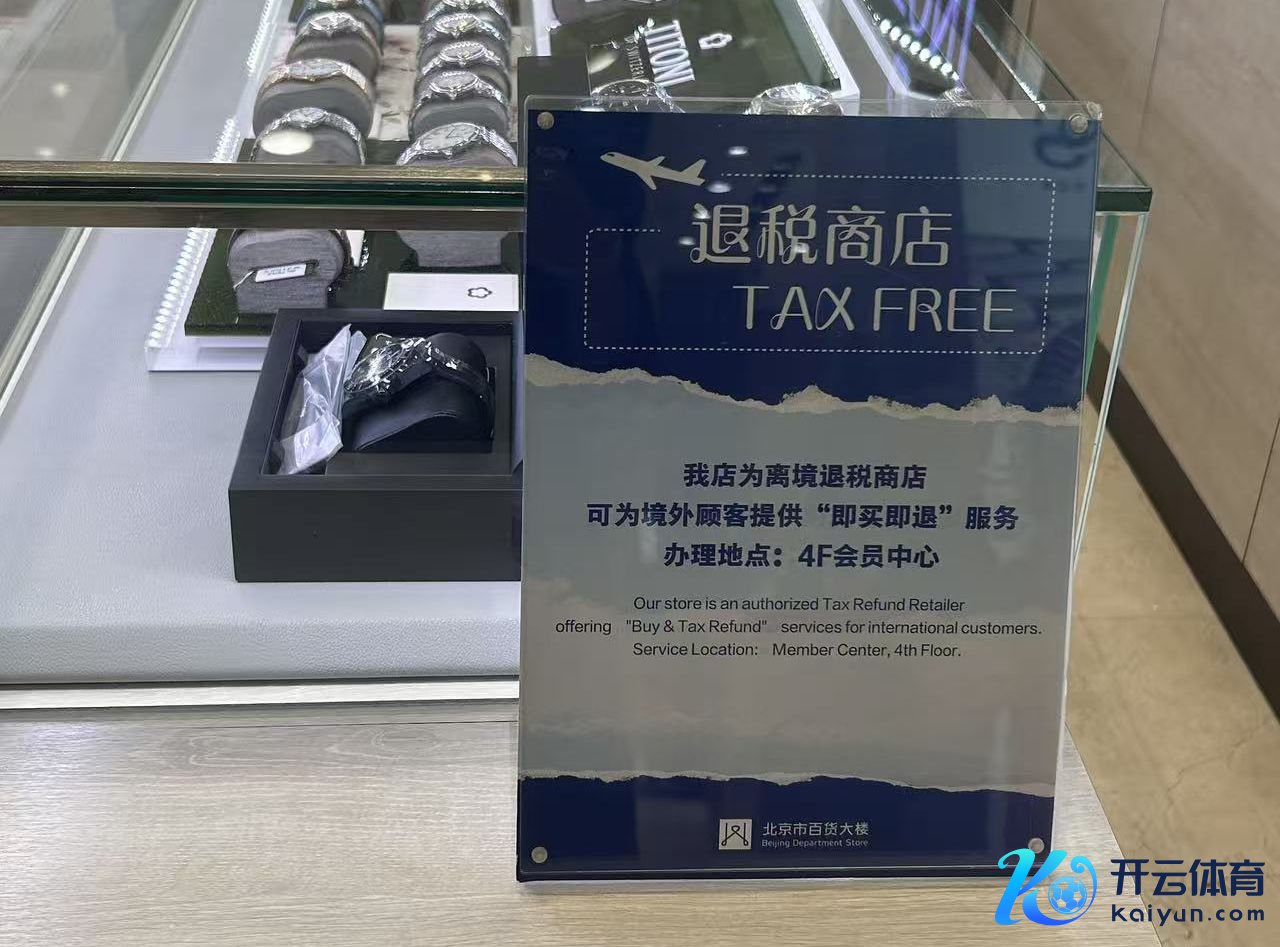 TITONI
退税商店
TAX FREE
我店为离境退税商店
可为境外顾客提供“即买即退”服务
办理地点：4F会员中心
Our store is an authorized Tax Refund Retailer
offering "Buy & Tax Refund" services for international customers.
Service Location: Member Center, 4th Floor.
北京市百货大楼
Beijing Department Store
开云体育
kaiyun.com